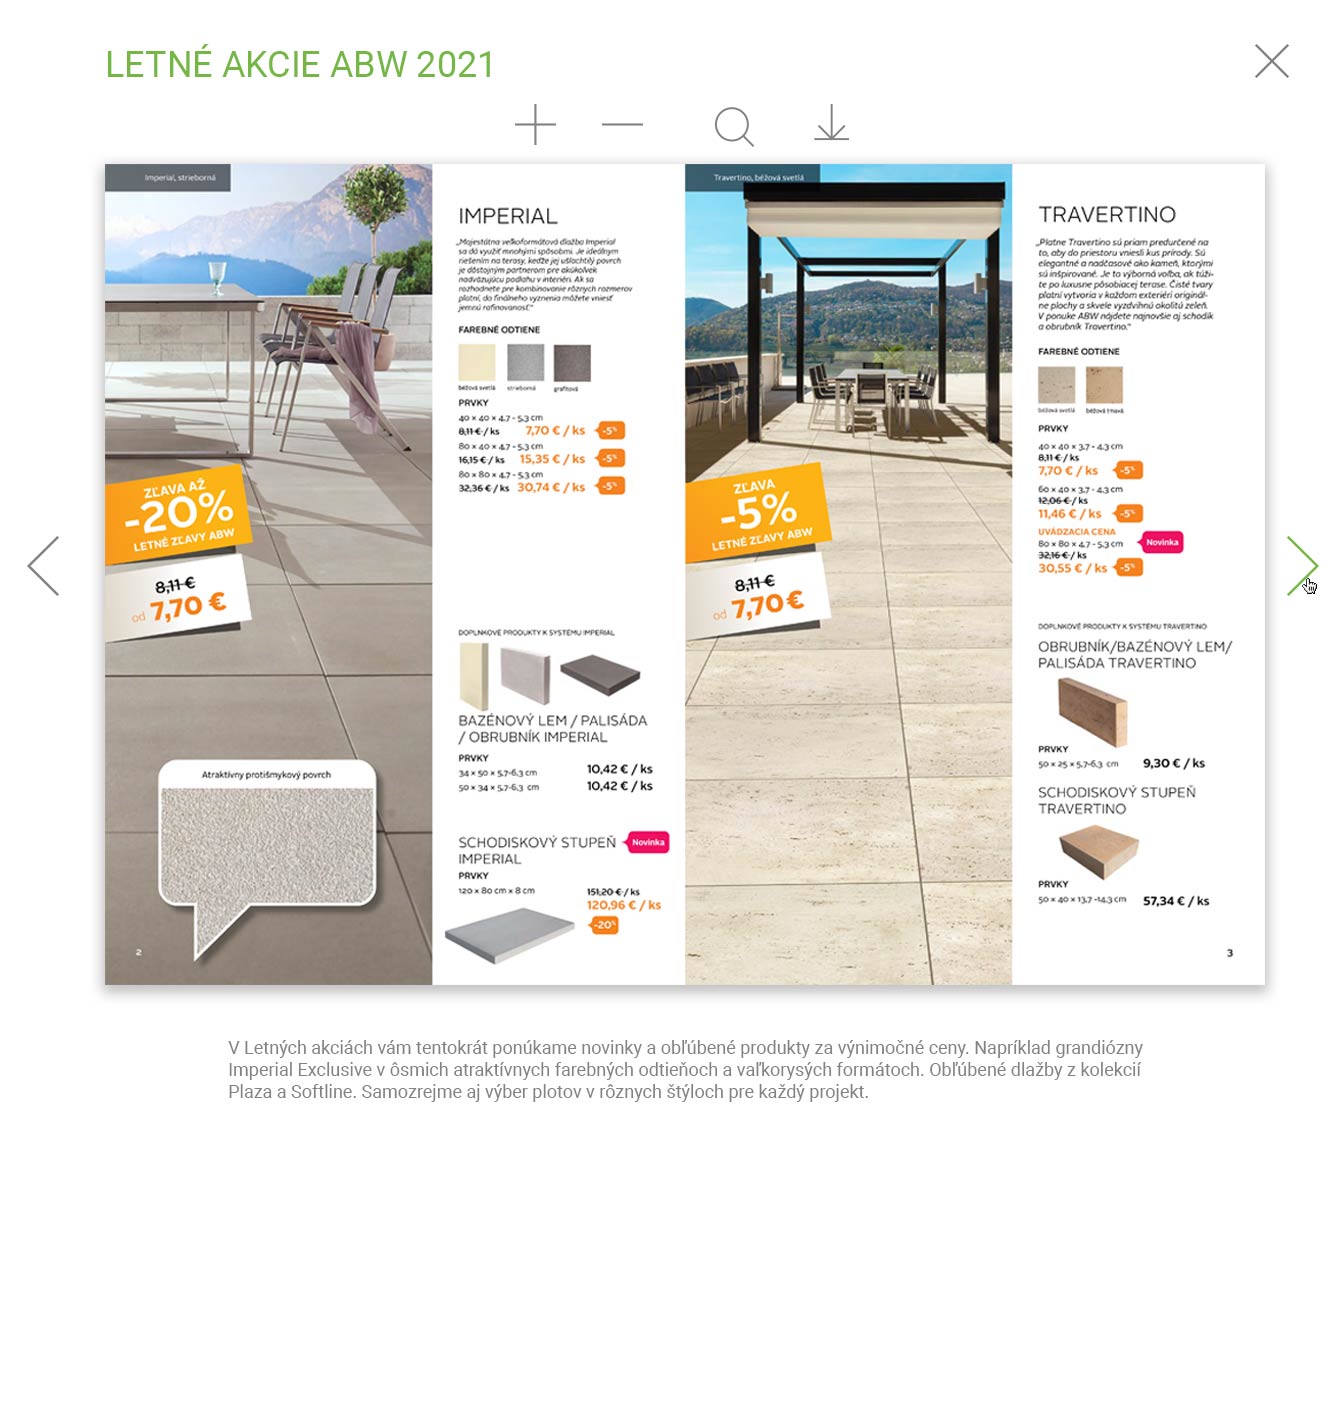 LETNÉ AKCIE ABW 2021
Imperial, strieborná
ZĽAVA AŽ
-20%
LETNÉ ZĽAVY ABW
8,11 €
od 7,70 €
Atraktívny protišmykový povrch
2
IMPERIAL
„Majestátna veľkoformátová dlažba Imperial
sa dá využiť mnohými spôsobmi. Je ideálnym
riešením na terasy, keďže jej ušľachtilý povrch
je dôstojným partnerom pre akúkoľvek
nadväzujúcu podlahu v interiéri. Ak sa
rozhodnete pre kombinovanie rôznych rozmerov
platní, do finálneho vyznenia môžete vniesť
jemnú rafinovanosť.“
FAREBNÉ ODTIENE
béžová svetlá strieborná grafitová
PRVKY
40 × 40 × 4,7 - 5,3 cm
8,11 € / ks 7,70 € / ks -5%
80 × 40 × 4,7 - 5,3 cm
16,15 € / ks 15,35 € / ks -5%
80 × 80 × 4,7 - 5,3 cm
32,36 € / ks 30,74 € / ks -5%
DOPLNKOVÉ PRODUKTY K SYSTÉMU IMPERIAL
BAZÉNOVÝ LEM / PALISÁDA
/ OBRUBNÍK IMPERIAL
PRVKY
34 × 50 × 5,7-6,3 cm 10,42 € / ks
50 × 34 × 5,7-6,3 cm 10,42 € / ks
SCHODISKOVÝ STUPEŇ Novinka
IMPERIAL
PRVKY
120 × 80 cm × 8 cm 151,20 € / ks
120,96 € / ks
-20%
Travertino, béžová svetlá
ZĽAVA
-5%
LETNÉ ZĽAVY ABW
8,11 €
od 7,70 €
TRAVERTINO
„Platne Travertino sú priam predurčené na
to, aby do priestoru vniesli kus prírody. Sú
elegantné a nadčasové ako kameň, ktorými
sú inšpirované. Je to výborná voľba, ak túži-
te po luxusne pôsobiacej terase. Čisté tvary
platní vytvoria v každom exteriéri originál-
ne plochy a skvele vyzdvihnú okolitú zeleň.
V ponuke ABW nájdete najnovšie aj schodík
a obrubník Travertino.“
FAREBNÉ ODTIENE
béžová svetlá béžová tmavá
PRVKY
40 × 40 × 3,7 - 4,3 cm
8,11 € / ks
7,70 € / ks -5%
60 × 40 × 3,7 - 4,3 cm
12,06 € / ks
11,46 € / ks -5%
UVÁDZACIA CENA
80 × 80 × 4,7 - 5,3 cm Novinka
32,16 € / ks
30,55 € / ks -5%
DOPLNKOVÉ PRODUKTY K SYSTÉMU TRAVERTINO
OBRUBNÍK/BAZÉNOVÝ LEM/
PALISÁDA TRAVERTINO
PRVKY
50 × 25 × 5,7-6,3 cm 9,30 € / ks
SCHODISKOVÝ STUPEŇ
TRAVERTINO
PRVKY
50 × 40 × 13,7 -14,3 cm 57,34 € / ks
3
V Letných akciách vám tentokrát ponúkame novinky a obľúbené produkty za výnimočné ceny. Napríklad grandiózny
Imperial Exclusive v ôsmich atraktívnych farebných odtieňoch a vaľkorysých formátoch. Obľúbené dlažby z kolekcií
Plaza a Softline. Samozrejme aj výber plotov v rôznych štýloch pre každý projekt.